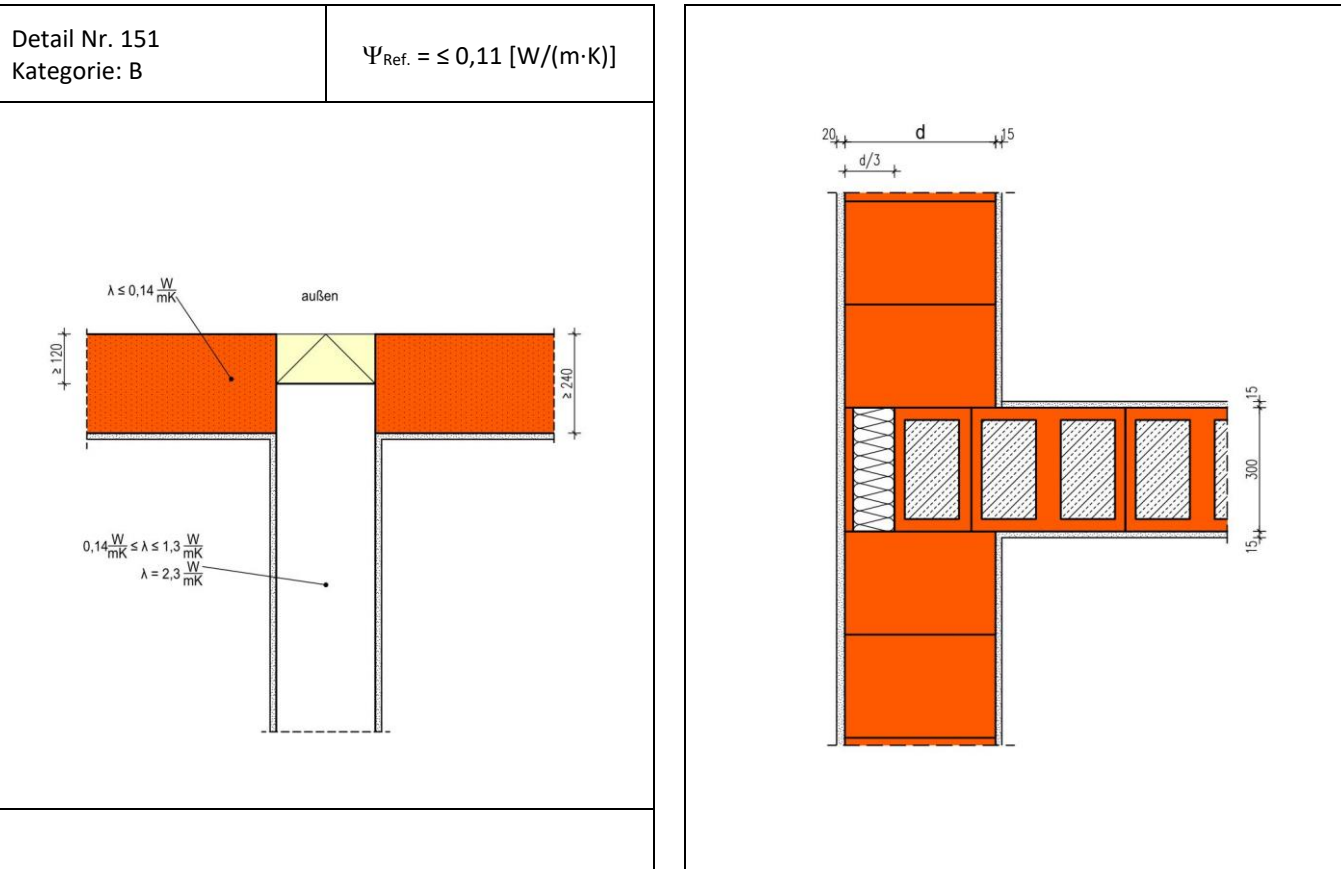 Detail Nr. 151
Kategorie: B
ΨRef. = ≤ 0,11 [W/(m·K)]
λ ≤ 0,14 W/mK
außen
≥ 120
≥ 240
0,14 W/mK ≤ λ ≤ 1,3 W/mK
λ = 2,3 W/mK
20
d
15
d/3
15
300
15